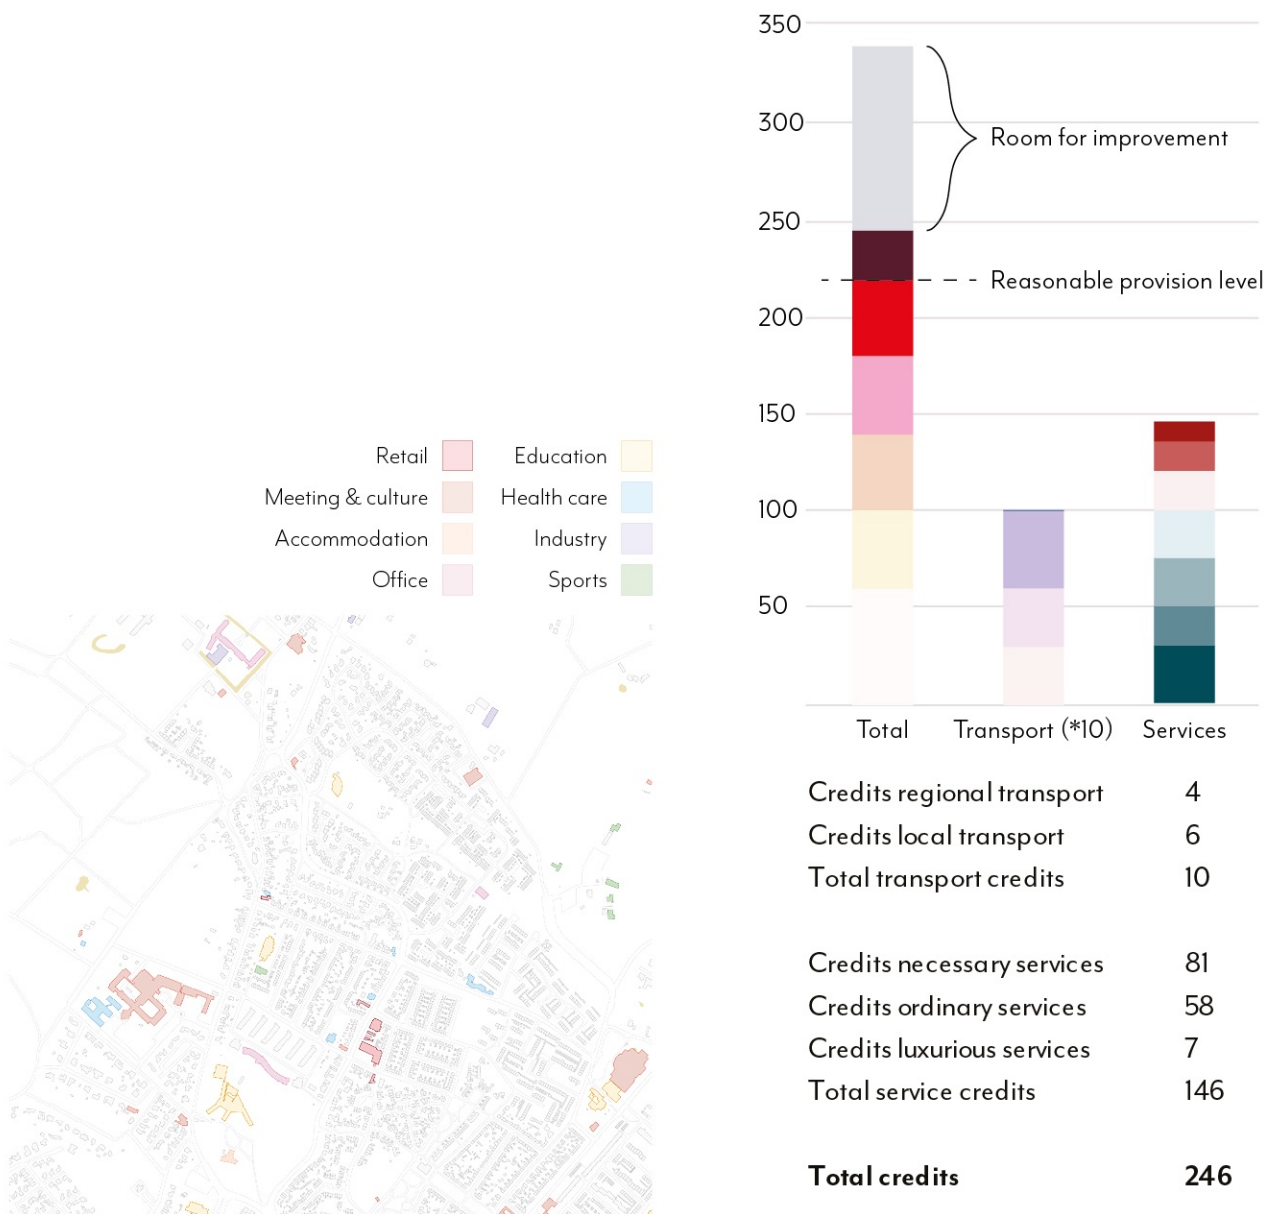 350
300
Room for improvement
250
Reasonable provision level
200
150
100
50
Total Transport (*10) Services
Retail Education
Meeting & culture Health care
Accommodation Industry
Office Sports
Credits regional transport 4
Credits local transport 6
Total transport credits 10
Credits necessary services 81
Credits ordinary services 58
Credits luxurious services 7
Total service credits 146
Total credits 246